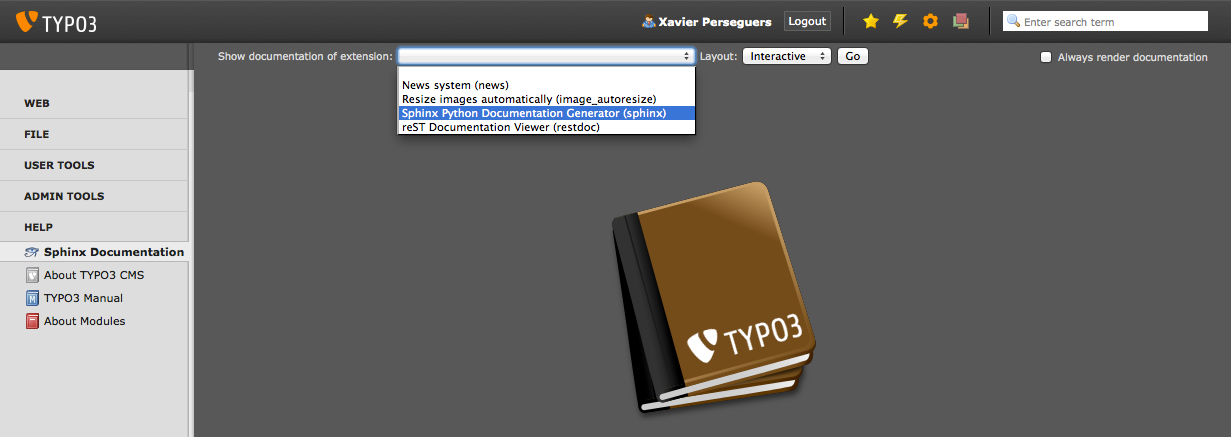 TYPO3
Xavier Perseguers
Logout
Enter search term
Show documentation of extension:
Layout:
Interactive
Go
Always render documentation
News system (news)
Resize images automatically (image_autoresize)
Sphinx Python Documentation Generator (sphinx)
reST Documentation Viewer (restdoc)
WEB
FILE
USER TOOLS
ADMIN TOOLS
HELP
Sphinx Documentation
About TYPO3 CMS
M
TYPO3 Manual
About Modules
TYPO3